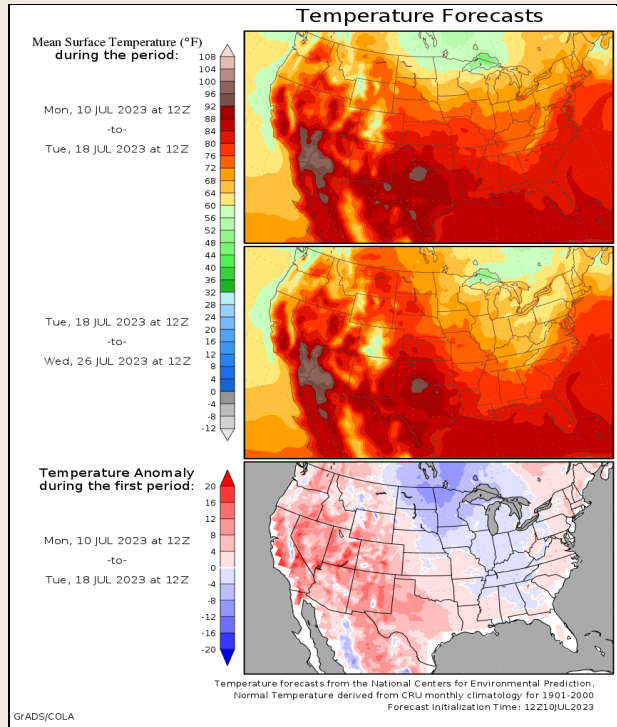 Temperature Forecasts
Mean Surface Temperature (°F)
during the period:
Mon, 10 JUL 2023 at 12Z
-to-
Tue, 18 JUL 2023 at 12Z
108
104
100
96
92
88
84
80
76
72
68
64
60
56
52
48
44
40
36
32
28
24
20
16
12
8
4
0
-4
-8
-12
Tue, 18 JUL 2023 at 12Z
-to-
Wed, 26 JUL 2023 at 12Z
Temperature Anomaly
during the first period:
Mon, 10 JUL 2023 at 12Z
-to-
Tue, 18 JUL 2023 at 12Z
20
16
12
8
4
0
-4
-8
-12
-16
-20
Temperature forecasts from the National Centers for Environmental Prediction.
Normal Temperature derived from CRU monthly climatology for 1901-2000
Forecast Initialization Time: 12Z10JUL2023
GrADS/COLA